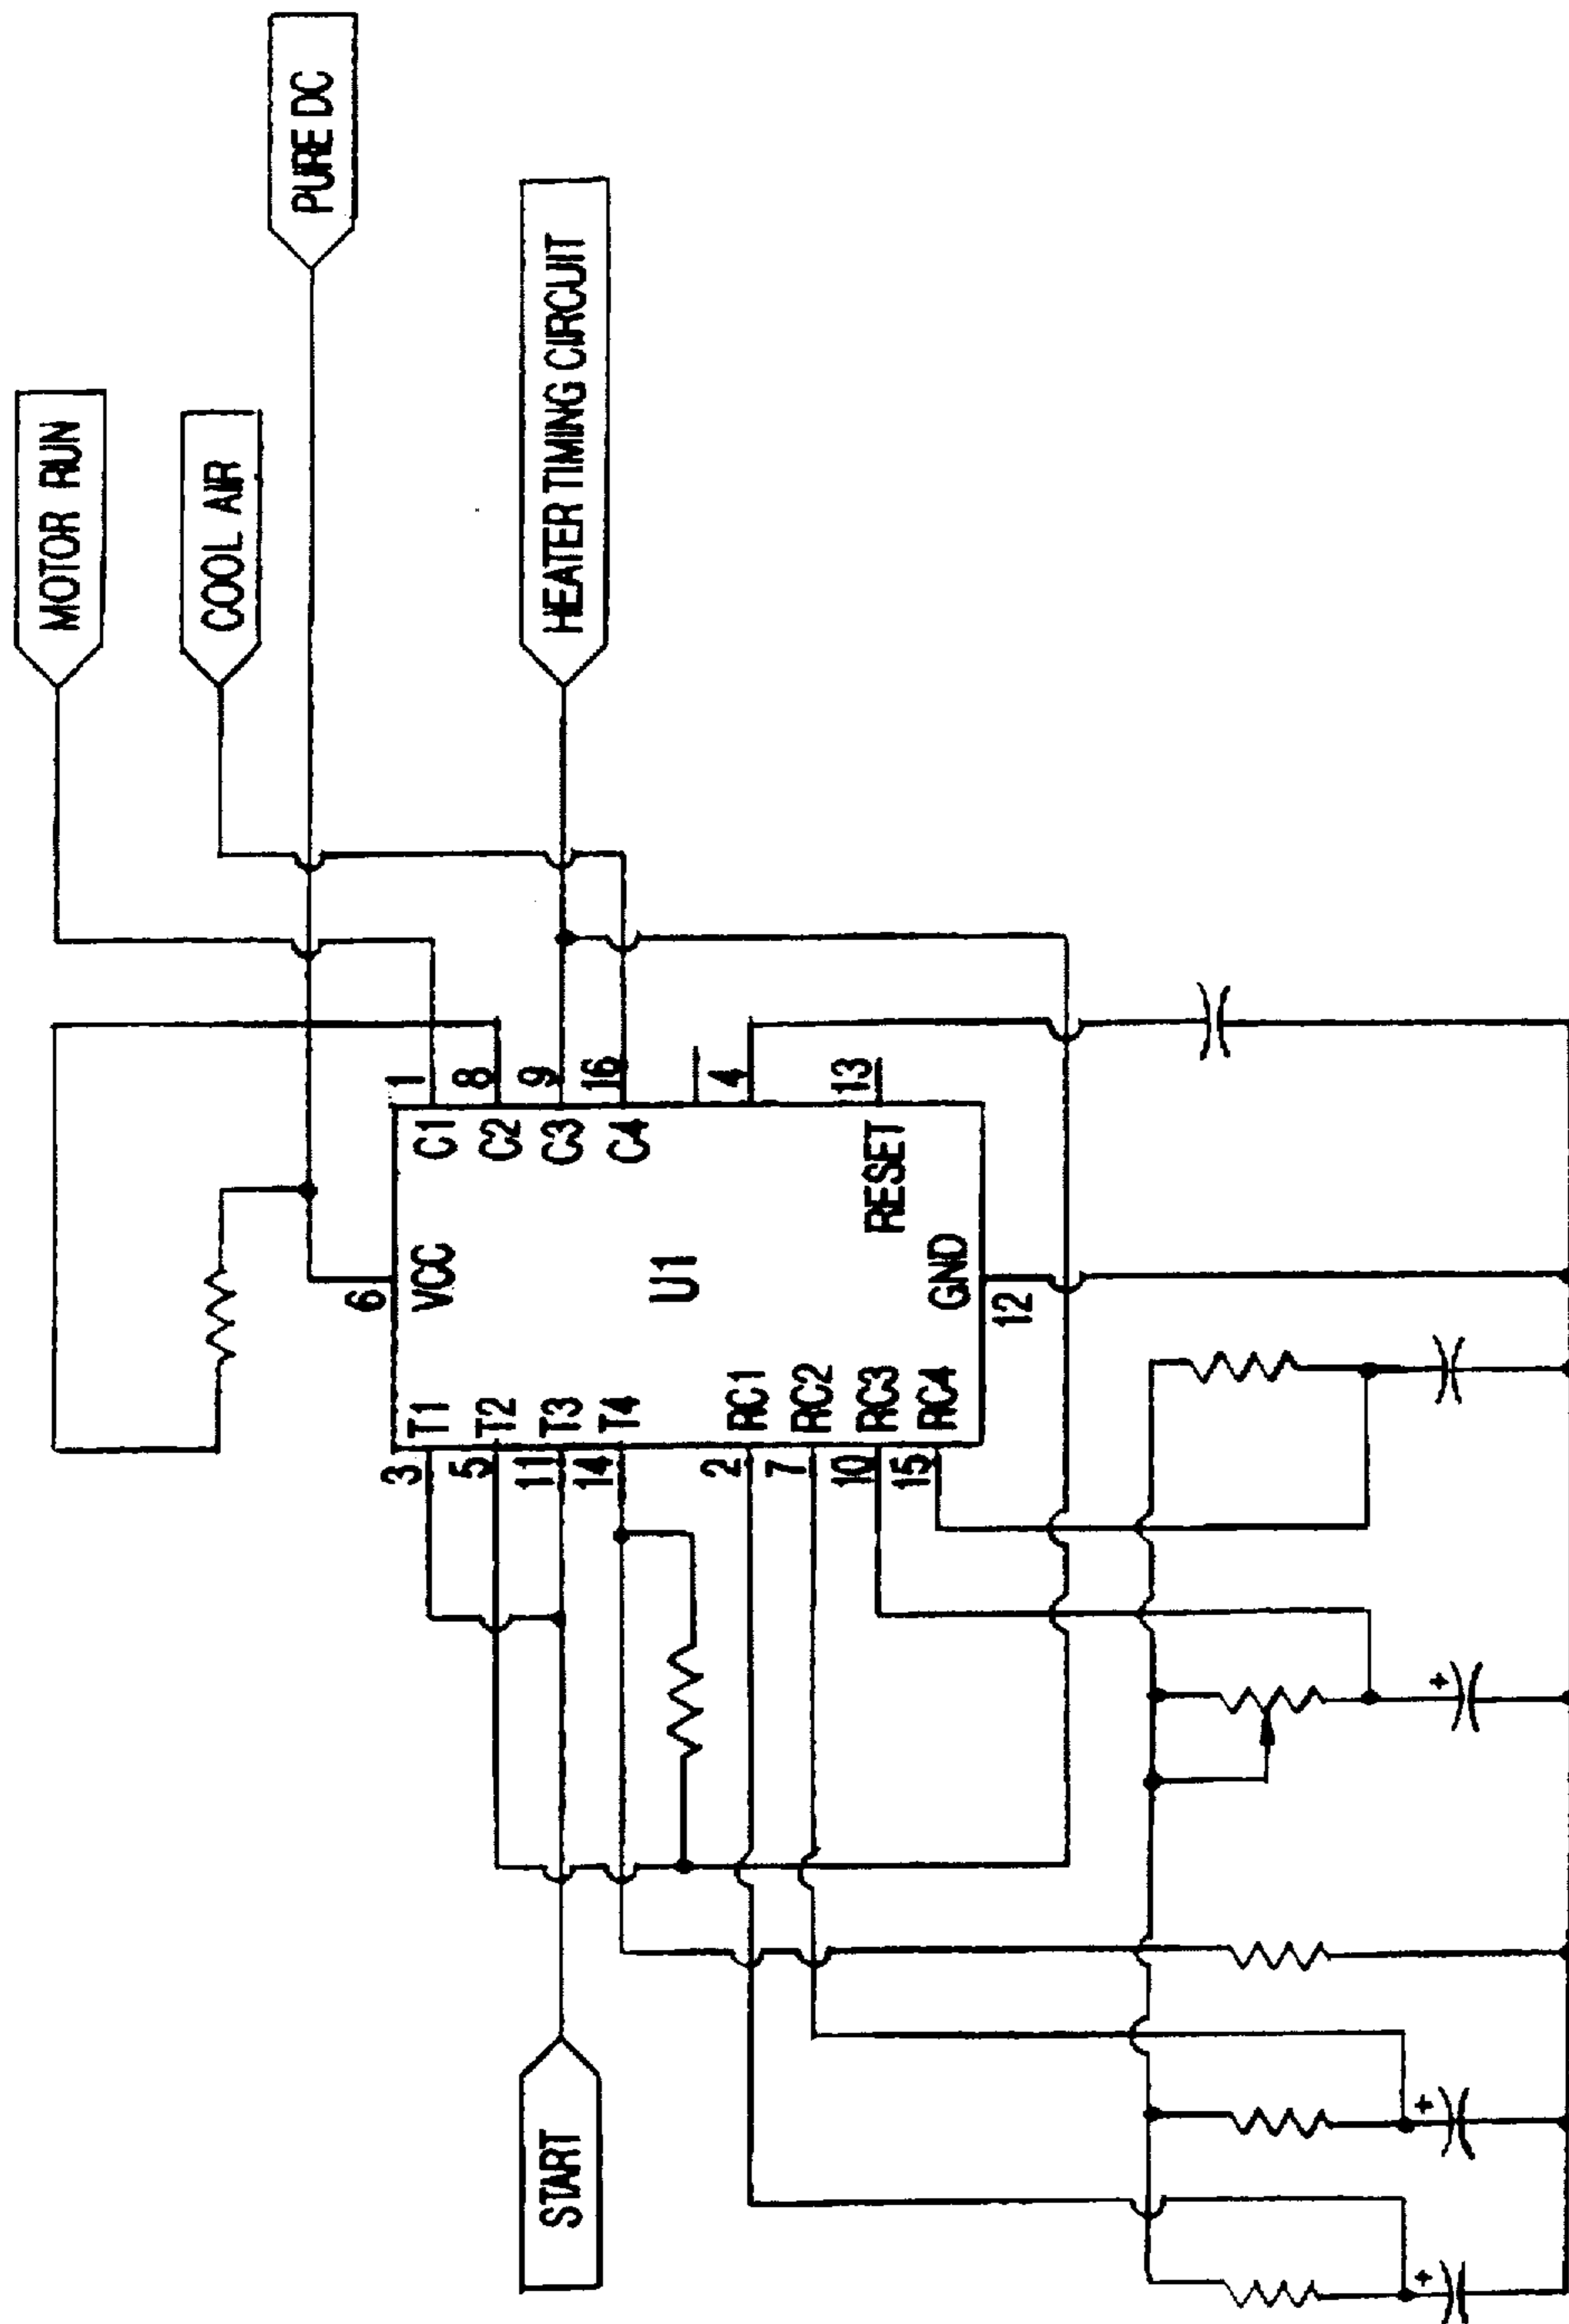 MOTOR RUN
COOL AIR
PURE DC
HEATER TIMING CIRCUIT
START
U1
6
VCC
3
T1
5
T2
11
T3
14
T4
2
RC1
7
RC2
10
RC3
15
RC4
1
C1
8
C2
9
C3
16
C4
4
13
RESET
GND
12
+
+
+